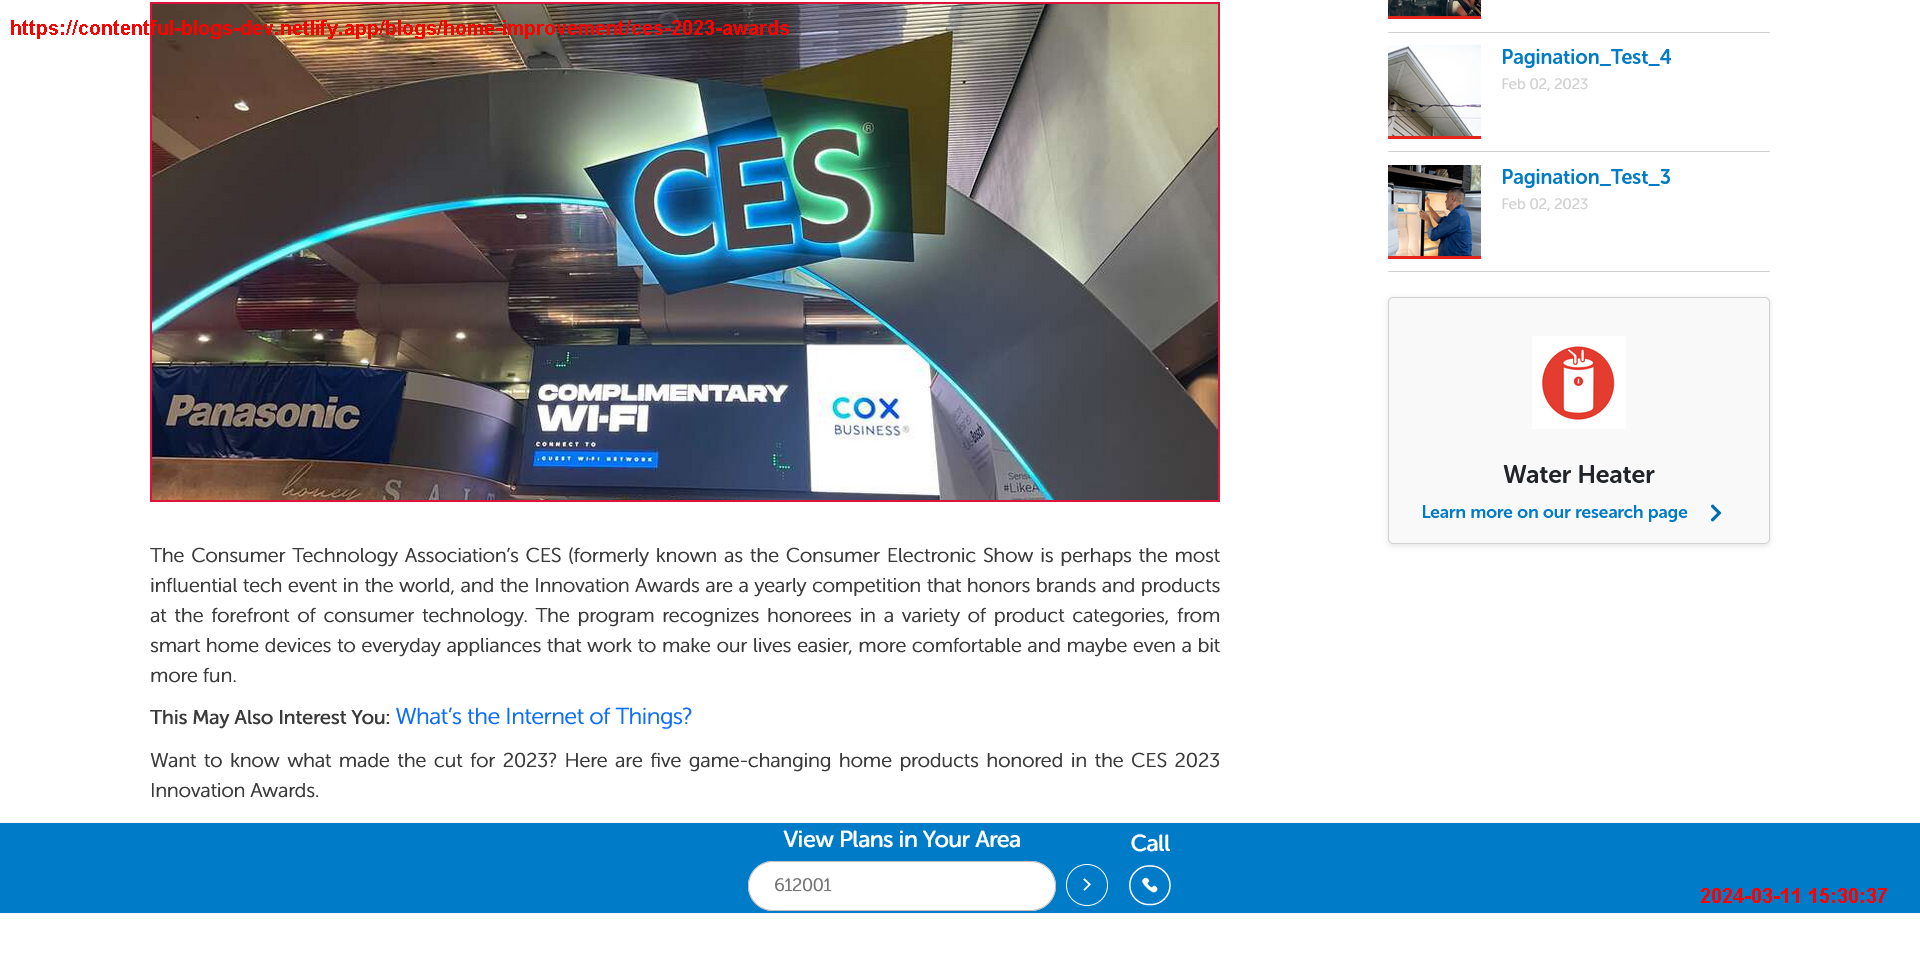 https://contentful-blogs-dev.netlify.app/blogs/home-improvement/ces-2023-awards
CES®
Panasonic
COMPLIMENTARY
WI-FI
CONNECT TO
GUEST WI-FI NETWORK
COX
BUSINESS®
Bosch
honey
SALT
Sens
#LikeA
The Consumer Technology Association’s CES (formerly known as the Consumer Electronic Show is perhaps the most
influential tech event in the world, and the Innovation Awards are a yearly competition that honors brands and products
at the forefront of consumer technology. The program recognizes honorees in a variety of product categories, from
smart home devices to everyday appliances that work to make our lives easier, more comfortable and maybe even a bit
more fun.
This May Also Interest You: What’s the Internet of Things?
Want to know what made the cut for 2023? Here are five game-changing home products honored in the CES 2023
Innovation Awards.
Pagination_Test_4
Feb 02, 2023
Pagination_Test_3
Feb 02, 2023
Water Heater
Learn more on our research page
View Plans in Your Area
612001
Call
2024-03-11 15:30:37